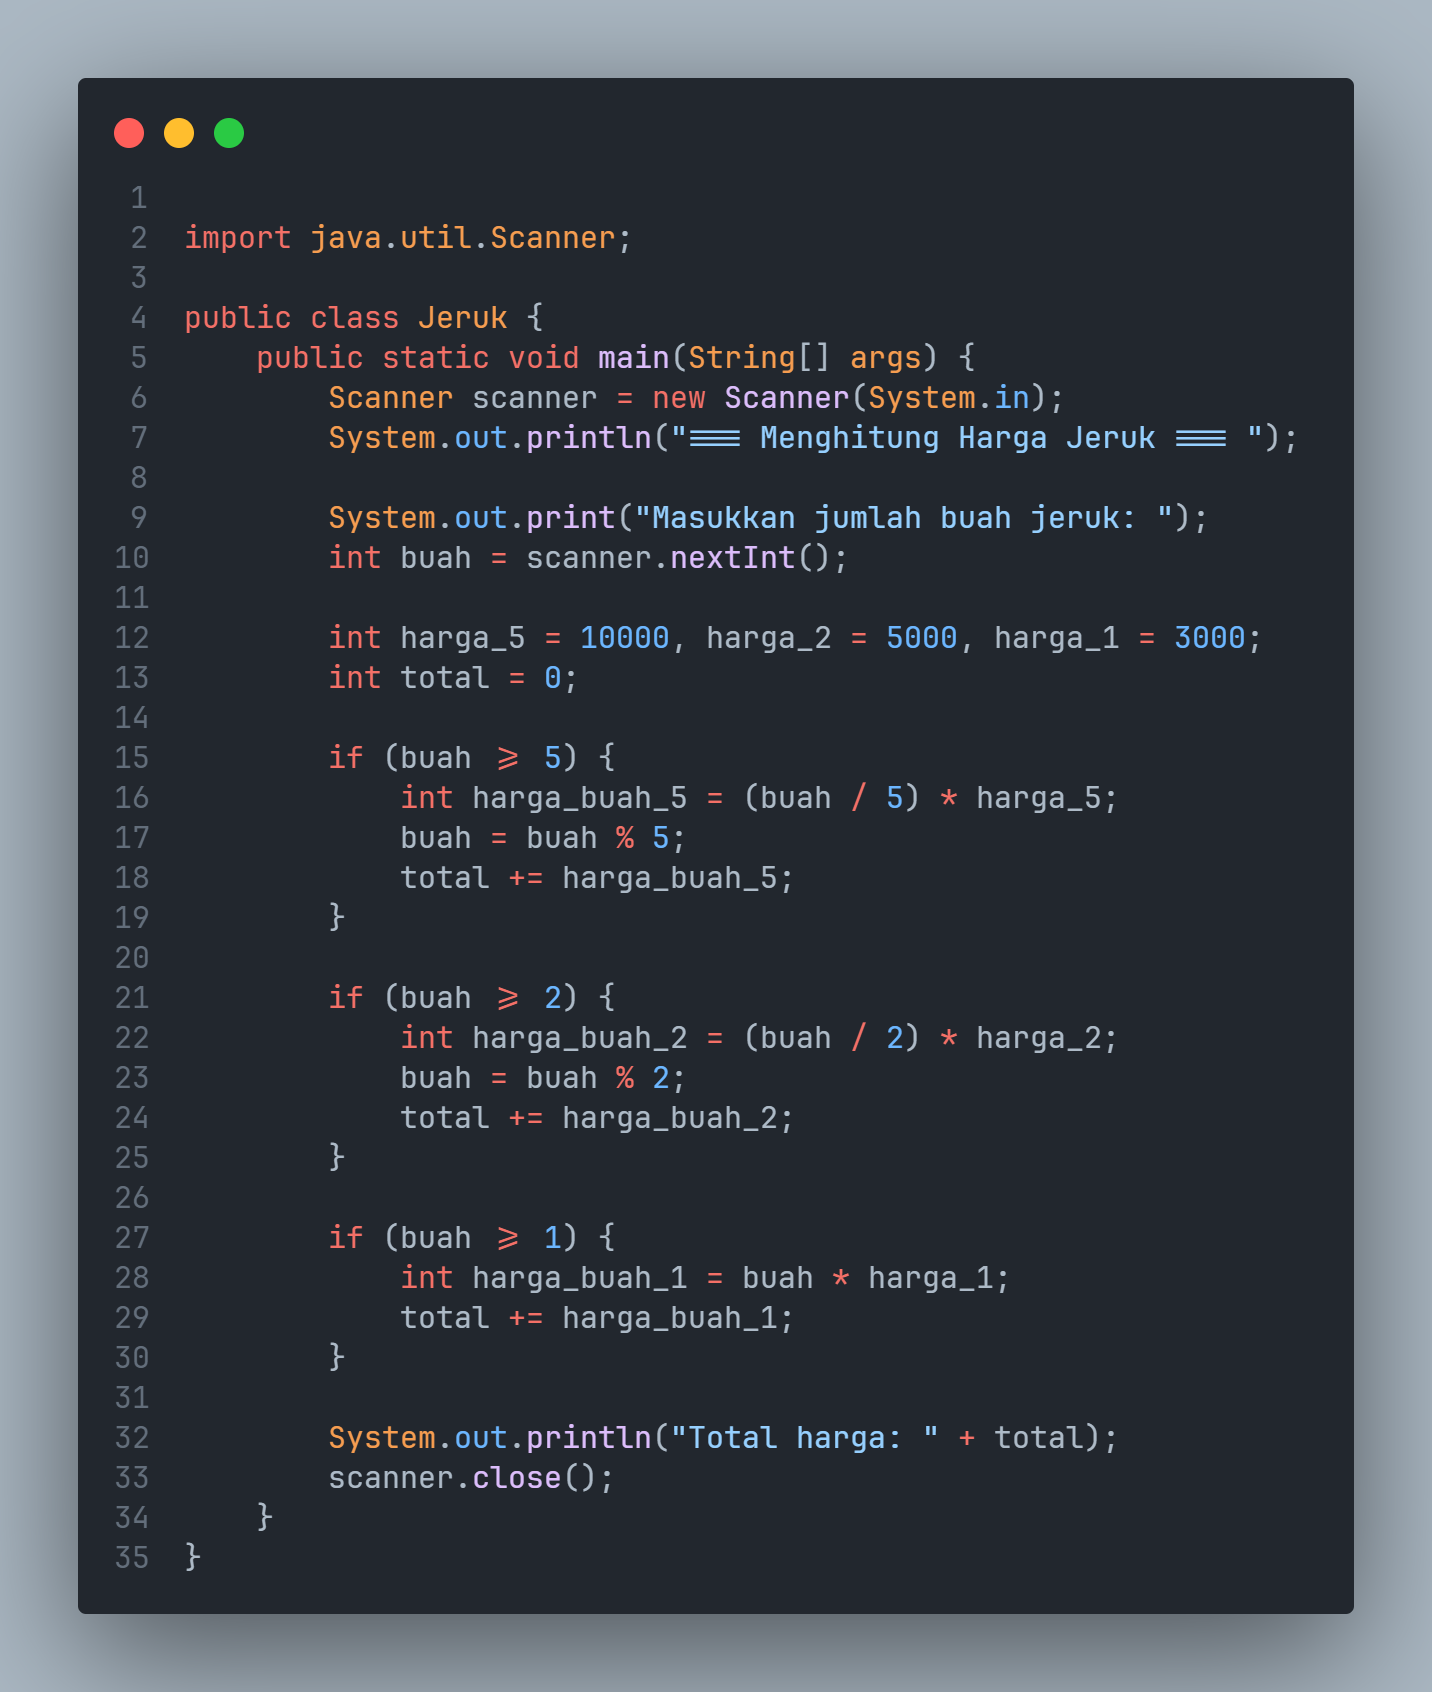 1
2 import java.util.Scanner;
3
4 public class Jeruk {
5     public static void main(String[] args) {
6         Scanner scanner = new Scanner(System.in);
7         System.out.println("=== Menghitung Harga Jeruk === ");
8
9         System.out.print("Masukkan jumlah buah jeruk: ");
10         int buah = scanner.nextInt();
11
12         int harga_5 = 10000, harga_2 = 5000, harga_1 = 3000;
13         int total = 0;
14
15         if (buah >= 5) {
16             int harga_buah_5 = (buah / 5) * harga_5;
17             buah = buah % 5;
18             total += harga_buah_5;
19         }
20
21         if (buah >= 2) {
22             int harga_buah_2 = (buah / 2) * harga_2;
23             buah = buah % 2;
24             total += harga_buah_2;
25         }
26
27         if (buah >= 1) {
28             int harga_buah_1 = buah * harga_1;
29             total += harga_buah_1;
30         }
31
32         System.out.println("Total harga: " + total);
33         scanner.close();
34     }
35 }